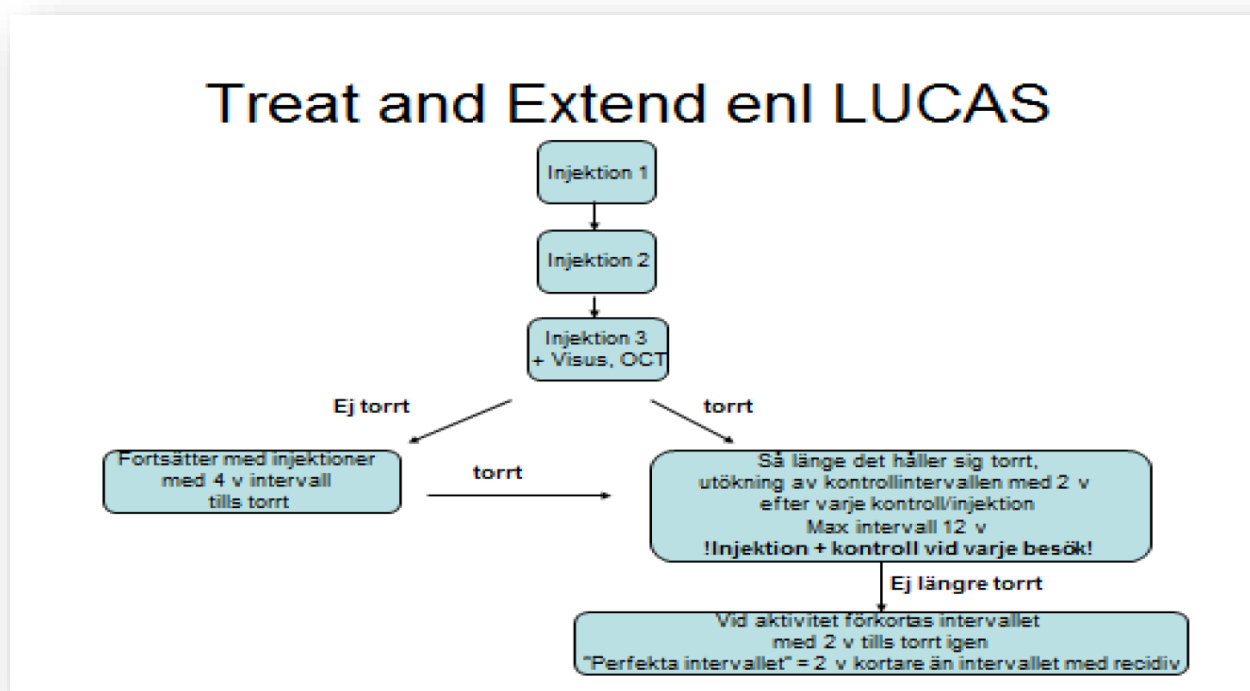 Treat and Extend enl LUCAS
Injektion 1
Injektion 2
Injektion 3
+ Visus, OCT
Ej torrt
torrt
Fortsätter med injektioner
med 4 v intervall
tills torrt
torrt
Så länge det håller sig torrt,
utökning av kontrollintervallen med 2 v
efter varje kontroll/injektion
Max intervall 12 v
!Injektion + kontroll vid varje besök!
Ej längre torrt
Vid aktivitet förkortas intervallet
med 2 v tills torrt igen
"Perfekta intervallet" = 2 v kortare än intervallet med recidiv